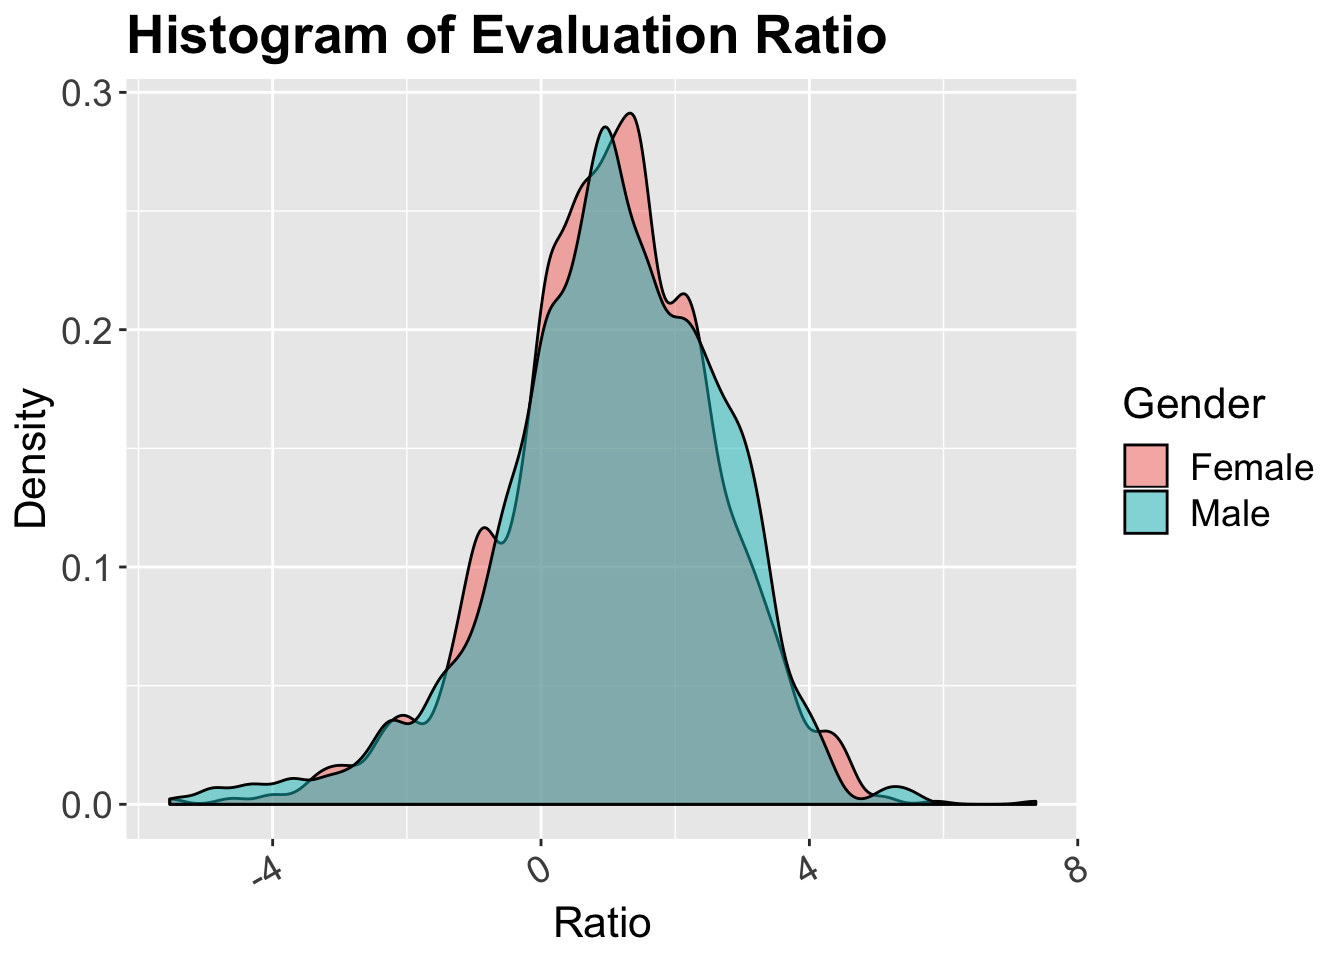 Histogram of Evaluation Ratio
0.3
0.2
0.1
0.0
Density
-4
0
4
8
Ratio
Gender
Female
Male